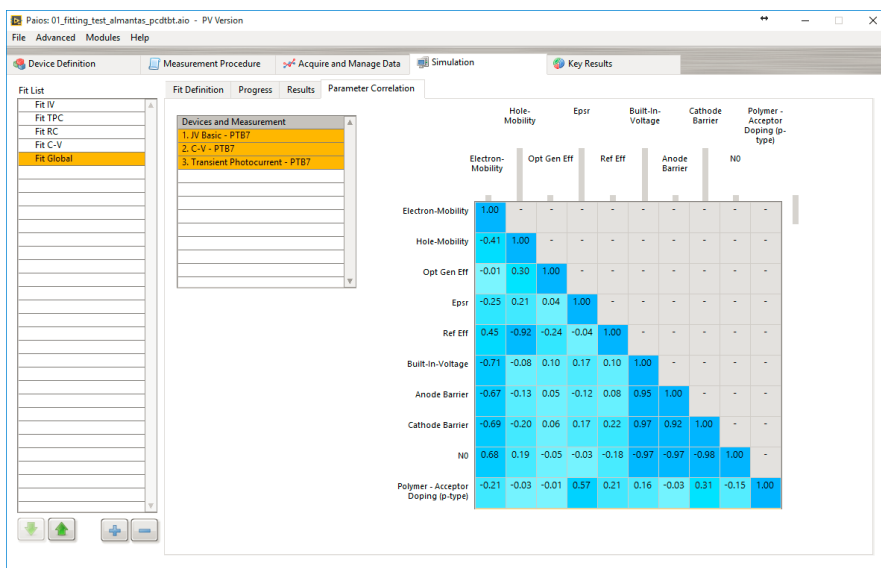 Paios: 01_fitting_test_almantas_pcdtbt.aio - PV Version
File Advanced Modules Help
Device Definition Measurement Procedure Acquire and Manage Data Simulation Key Results
Fit List
Fit IV
Fit TPC
Fit RC
Fit C-V
Fit Global
Fit Definition Progress Results Parameter Correlation
Devices and Measurement
1. JV Basic - PTB7
2. C-V - PTB7
3. Transient Photocurrent - PTB7
Hole-
Mobility
Epsr
Built-In-
Voltage
Cathode
Barrier
Polymer -
Acceptor
Doping (p-
type)
Electron-
Mobility
Opt Gen Eff
Ref Eff
Anode
Barrier
N0
Electron-Mobility 1.00 - - - - - - - - -
Hole-Mobility -0.41 1.00 - - - - - - - -
Opt Gen Eff -0.01 0.30 1.00 - - - - - - -
Epsr -0.25 0.21 0.04 1.00 - - - - - -
Ref Eff 0.45 -0.92 -0.24 -0.04 1.00 - - - - -
Built-In-Voltage -0.71 -0.08 0.10 0.17 0.10 1.00 - - - -
Anode Barrier -0.67 -0.13 0.05 -0.12 0.08 0.95 1.00 - - -
Cathode Barrier -0.69 -0.20 0.06 0.17 0.22 0.97 0.92 1.00 - -
N0 0.68 0.19 -0.05 -0.03 -0.18 -0.97 -0.97 -0.98 1.00 -
Polymer - Acceptor
Doping (p-type)
-0.21 -0.03 -0.01 0.57 0.21 0.16 -0.03 0.31 -0.15 1.00